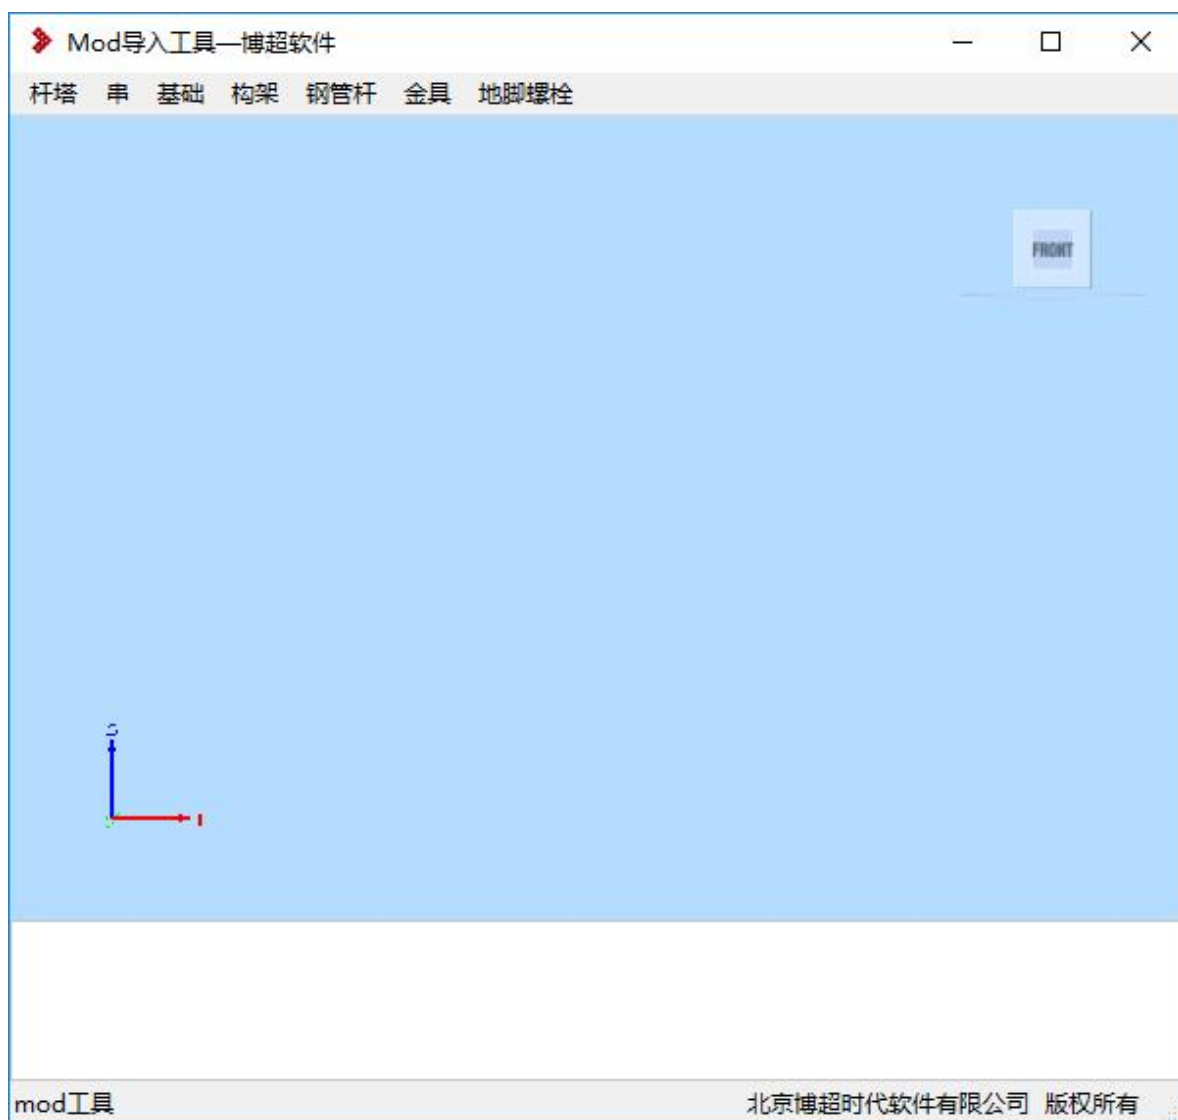 Mod导入工具—博超软件
杆塔 串 基础 构架 钢管杆 金具 地脚螺栓
FRONT
mod工具 北京博超时代软件有限公司 版权所有